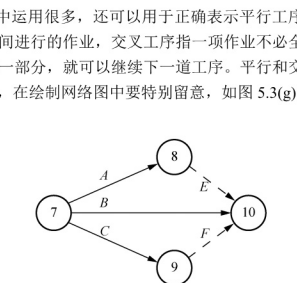 中运用很多，还可以用于正确表示平行工序
间进行的作业，交叉工序指一项作业不必全
一部分，就可以继续下一道工序。平行和交
，在绘制网络图中要特别留意，如图 5.3(g)
8
A
E
7
B
10
C
F
9